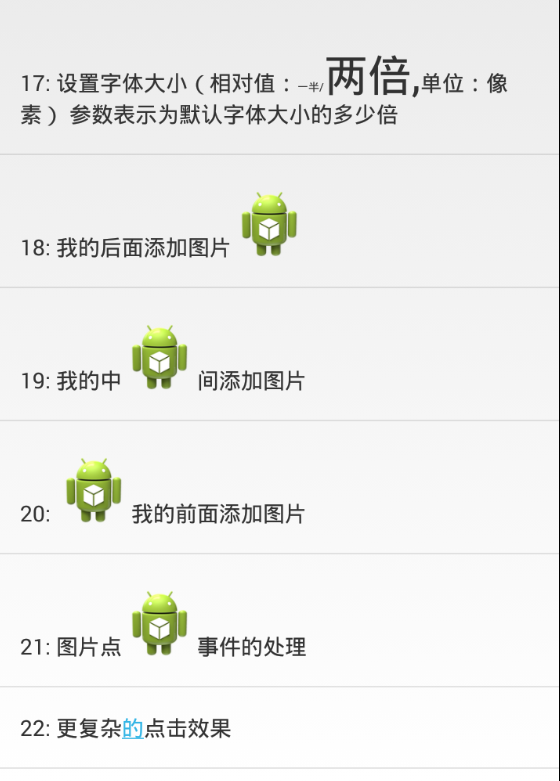 17: 设置字体大小（相对值：一半/两倍,单位：像
素） 参数表示为默认字体大小的多少倍
18: 我的后面添加图片
19: 我的中 间添加图片
20: 我的前面添加图片
21: 图片点 事件的处理
22: 更复杂的点击效果